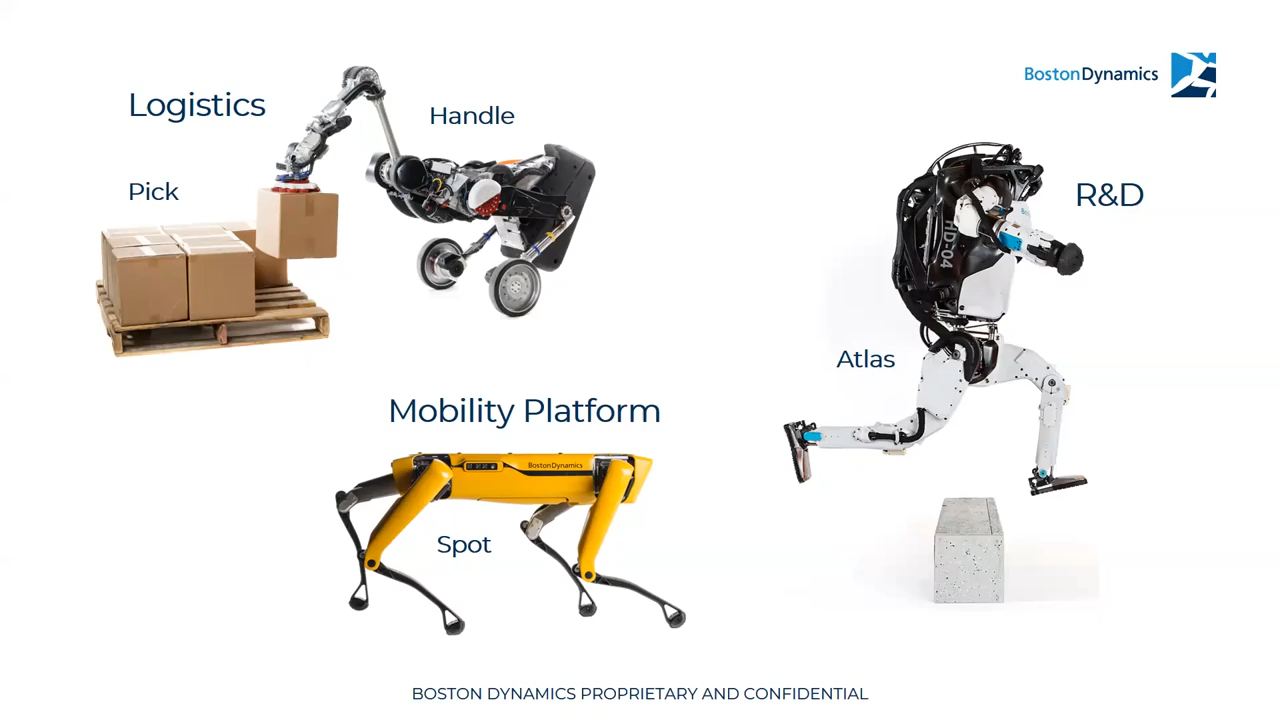 BostonDynamics
Logistics
Handle
Pick
R&D
HD-04
Atlas
Mobility Platform
BostonDynamics
Spot
BOSTON DYNAMICS PROPRIETARY AND CONFIDENTIAL